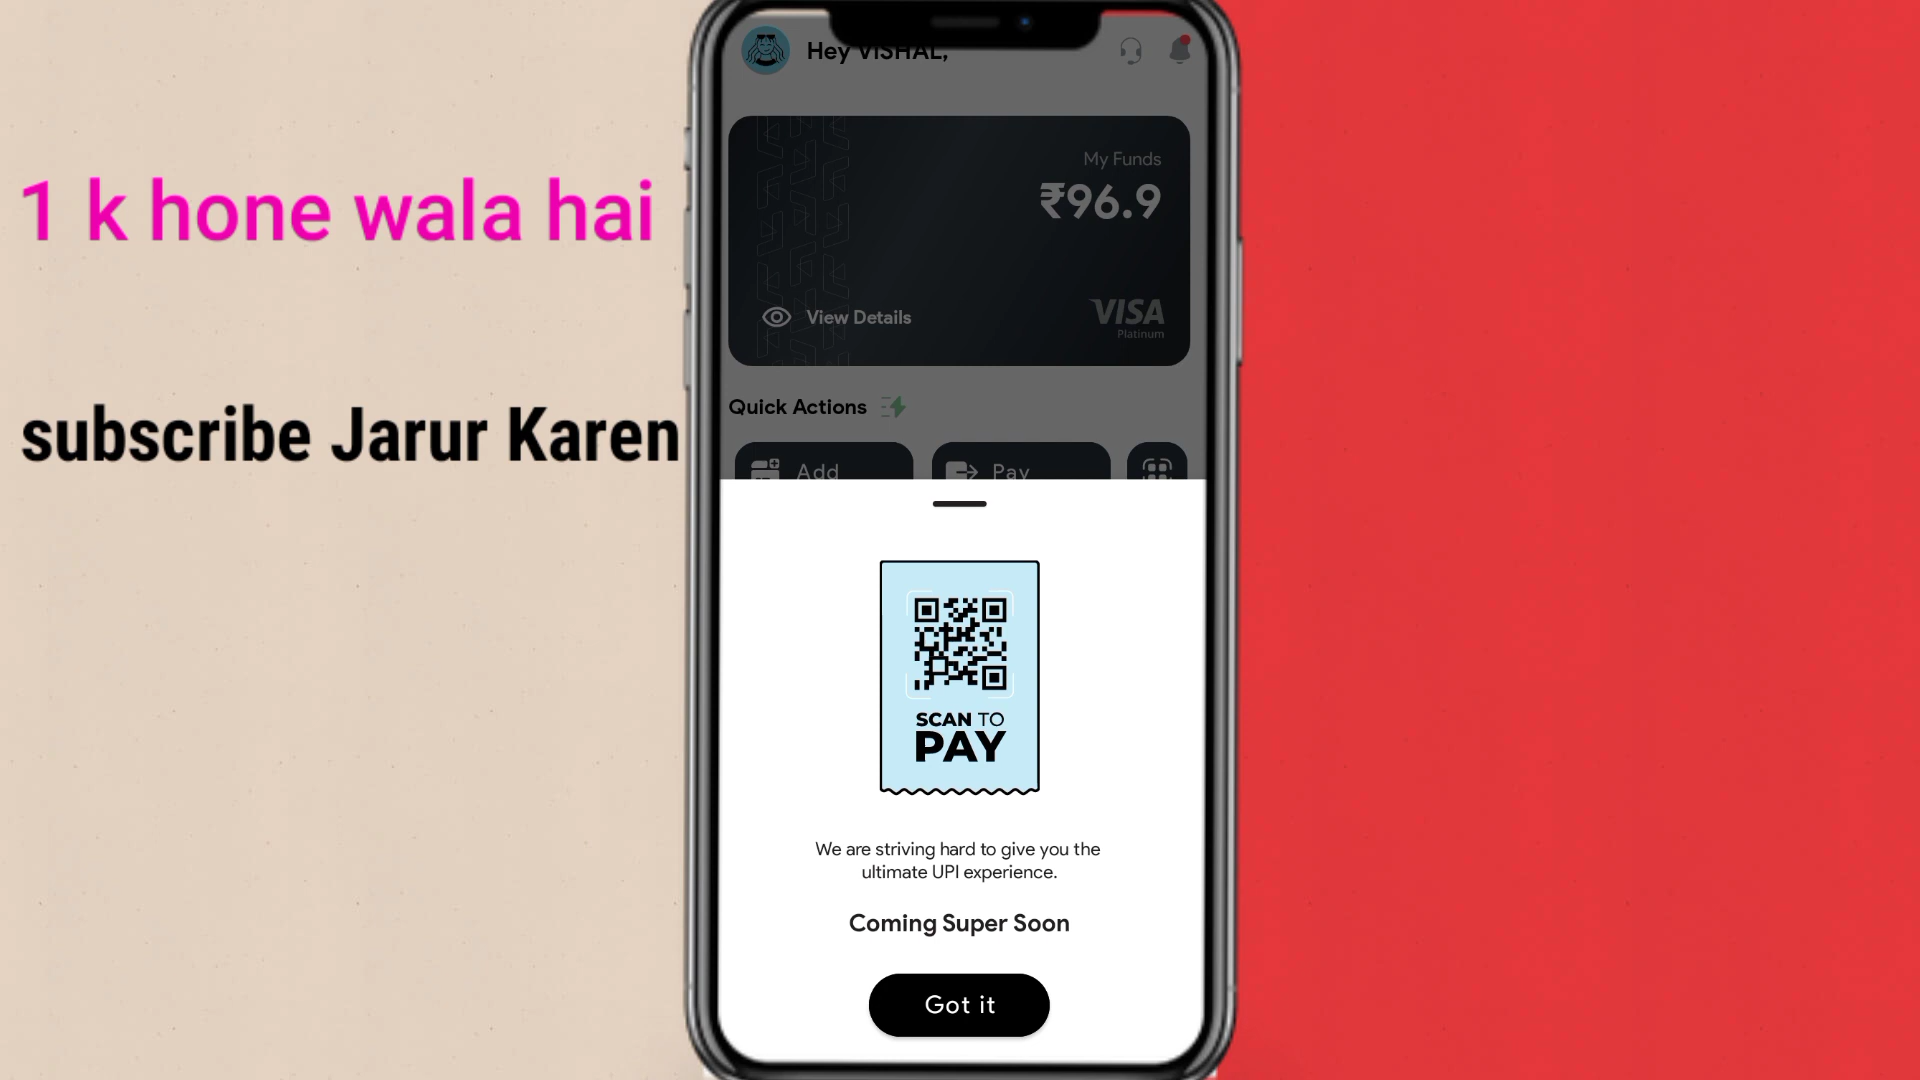 1 k hone wala hai
subscribe Jarur Karen
Hey VISHAL,
My Funds
₹96.9
View Details
VISA
Platinum
Quick Actions
Add
Pay
SCAN TO
PAY
We are striving hard to give you the
ultimate UPI experience.
Coming Super Soon
Got it